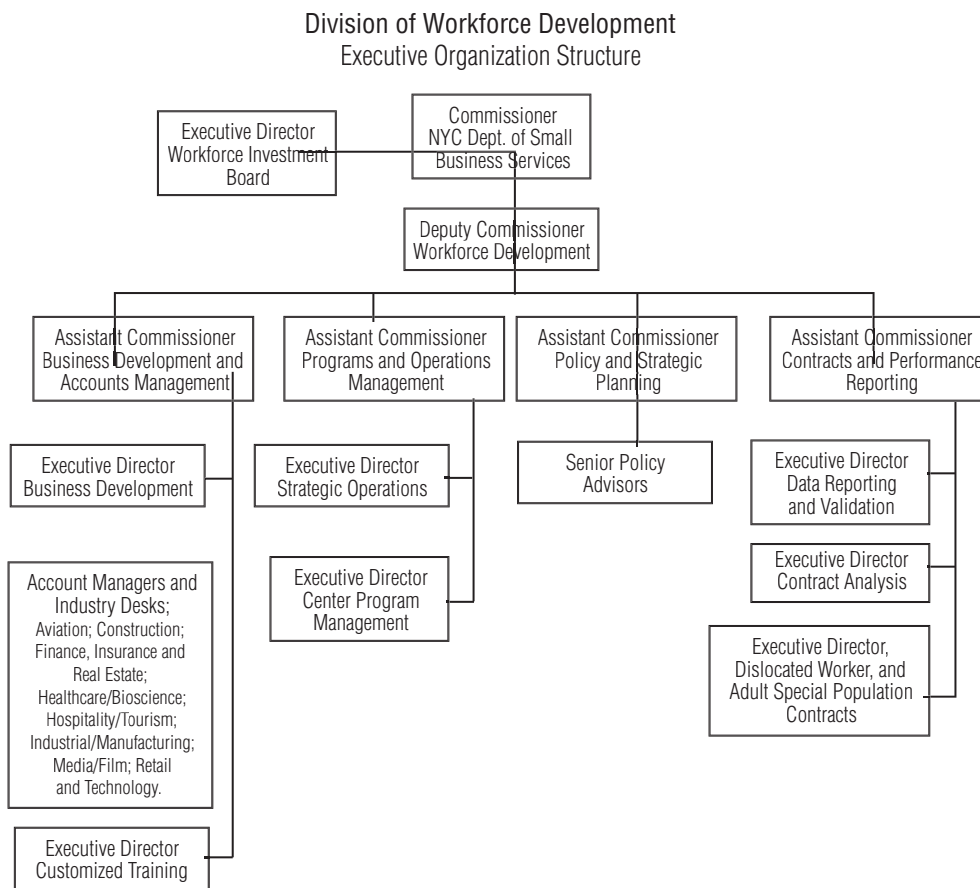 Division of Workforce Development
Executive Organization Structure
Executive Director
Workforce Investment
Board
Commissioner
NYC Dept. of Small
Business Services
Deputy Commissioner
Workforce Development
Assistant Commissioner
Business Development and
Accounts Management
Assistant Commissioner
Programs and Operations
Management
Assistant Commissioner
Policy and Strategic
Planning
Assistant Commissioner
Contracts and Performance
Reporting
Executive Director
Business Development
Executive Director
Strategic Operations
Senior Policy
Advisors
Executive Director
Data Reporting
and Validation
Account Managers and
Industry Desks;
Aviation; Construction;
Finance, Insurance and
Real Estate;
Healthcare/Bioscience;
Hospitality/Tourism;
Industrial/Manufacturing;
Media/Film; Retail
and Technology.
Executive Director
Center Program
Management
Executive Director
Contract Analysis
Executive Director,
Dislocated Worker, and
Adult Special Population
Contracts
Executive Director
Customized Training